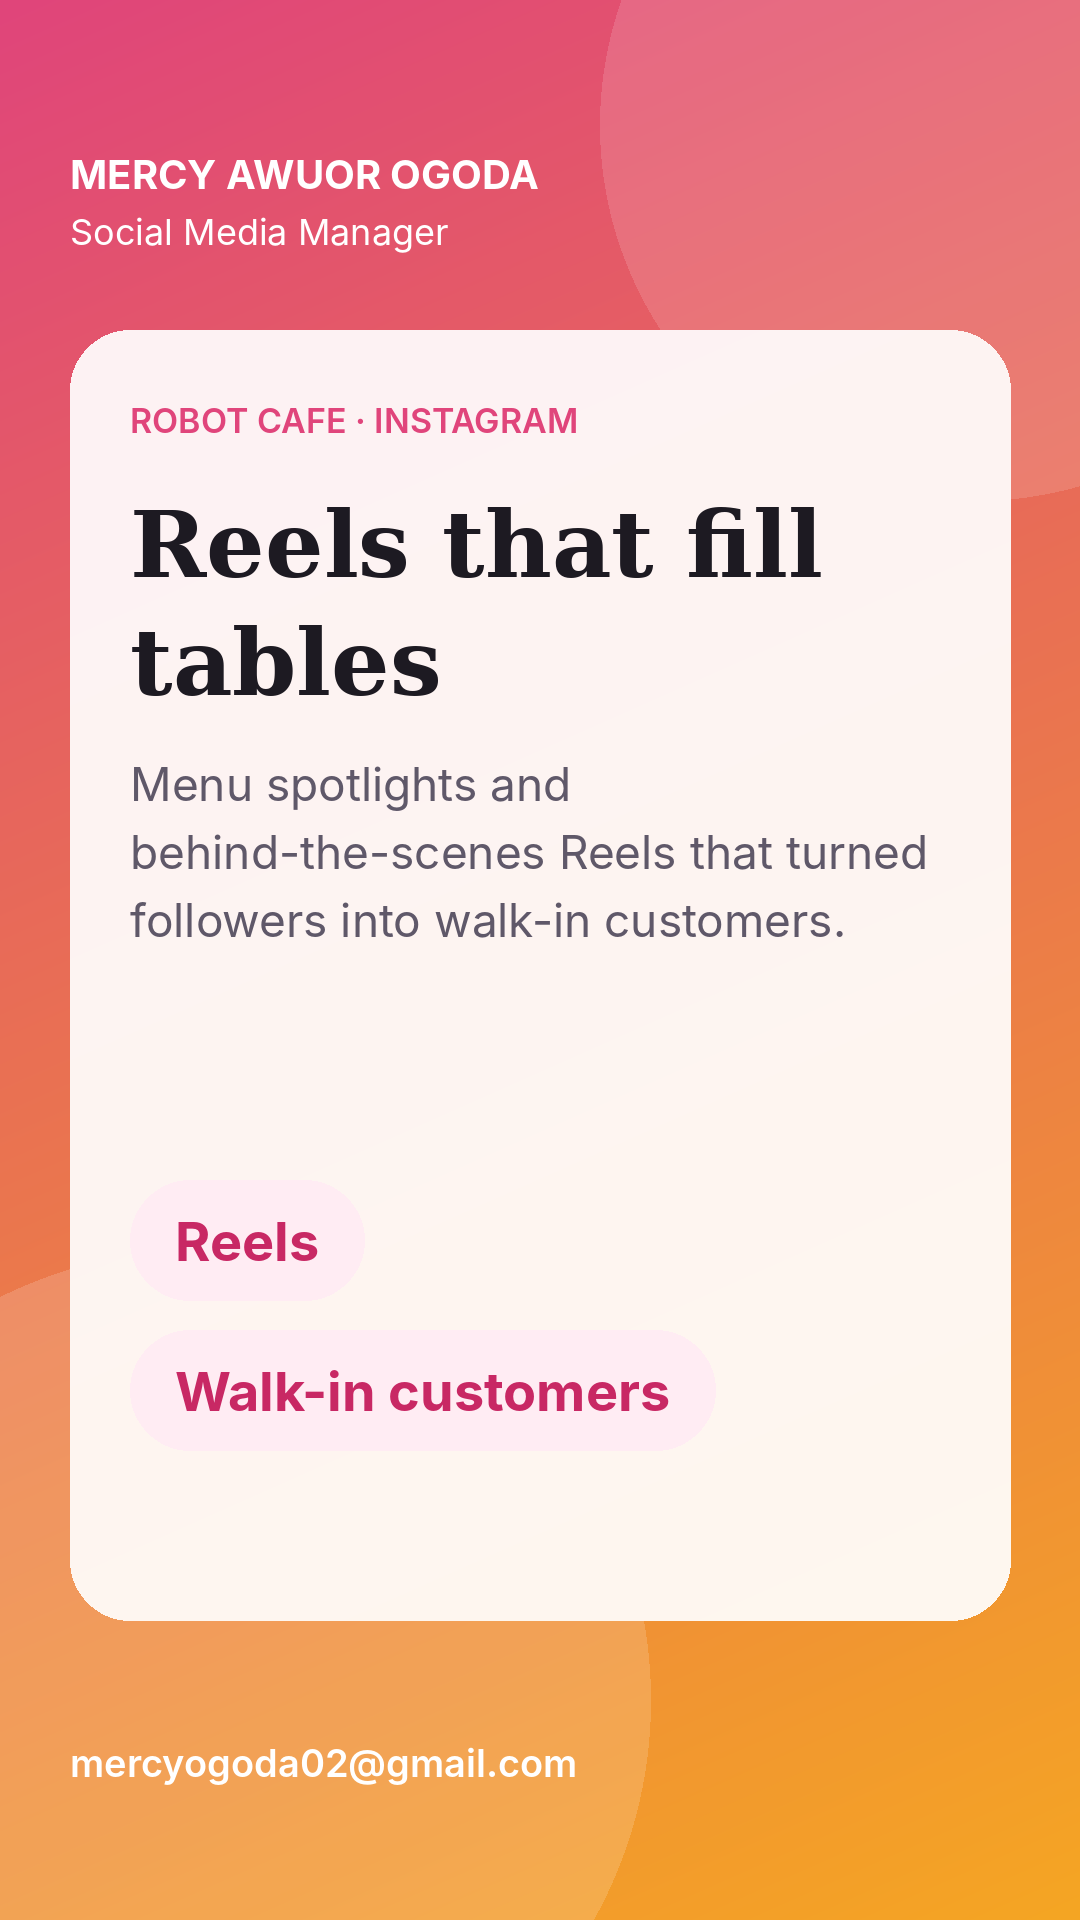 MERCY AWUOR OGODA
Social Media Manager
ROBOT CAFE · INSTAGRAM
Reels that fill
tables
Menu spotlights and
behind-the-scenes Reels that turned
followers into walk-in customers.
Reels
Walk-in customers
mercyogoda02@gmail.com